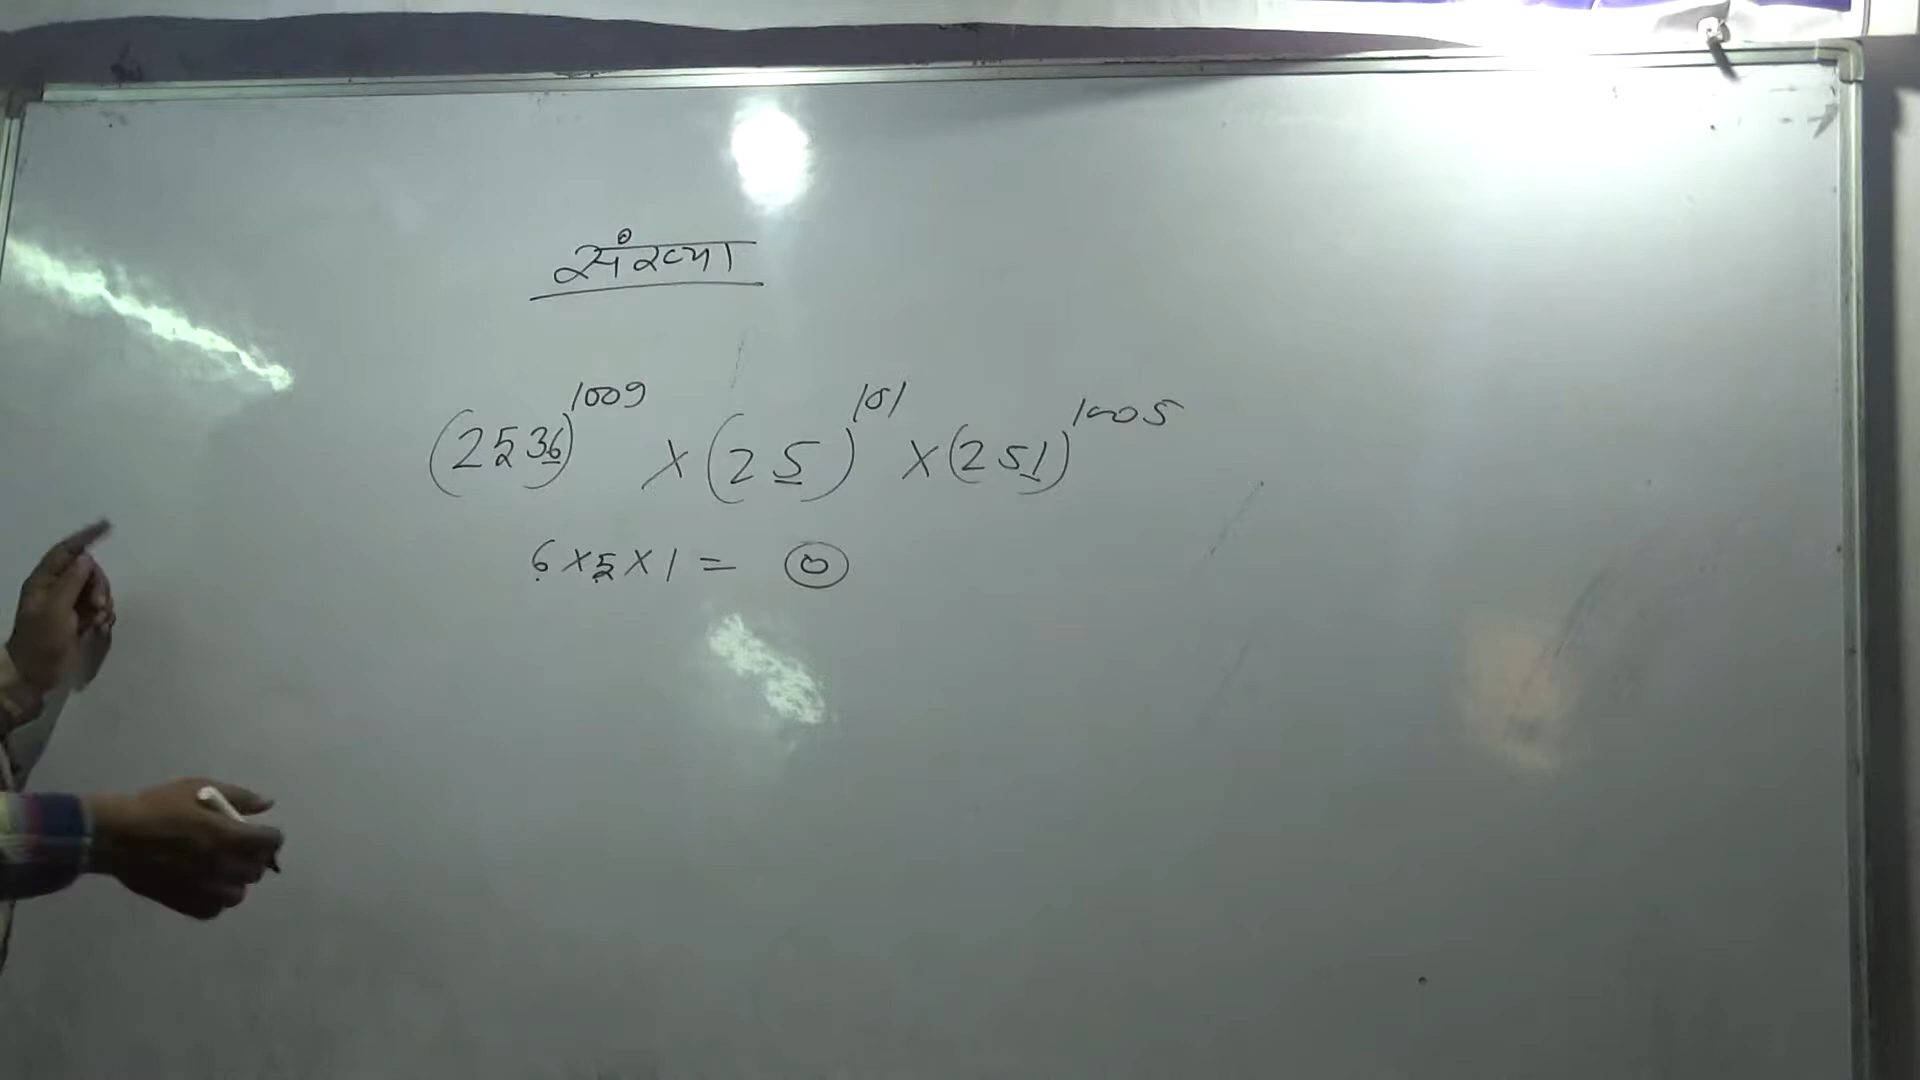 संख्या
(2536)^1009 × (25)^101 × (251)^1005
6×5×1 = 0